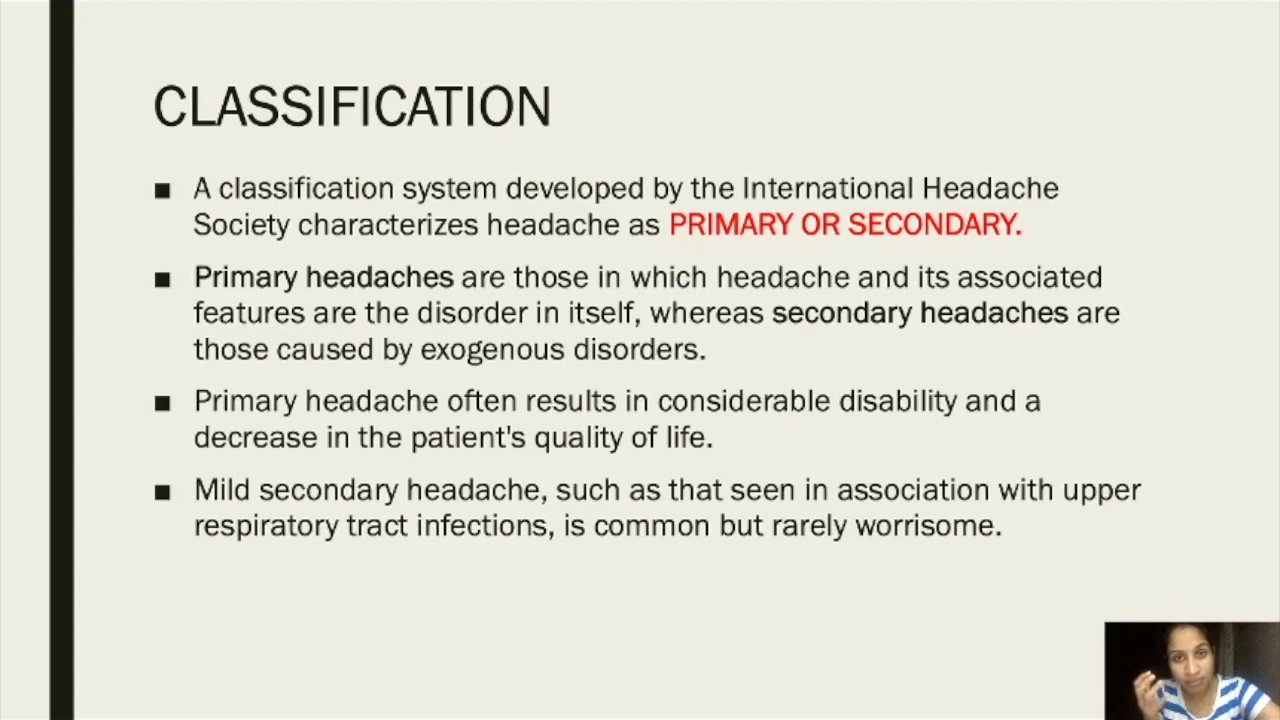 CLASSIFICATION
■ A classification system developed by the International Headache
Society characterizes headache as PRIMARY OR SECONDARY.
■ Primary headaches are those in which headache and its associated
features are the disorder in itself, whereas secondary headaches are
those caused by exogenous disorders.
■ Primary headache often results in considerable disability and a
decrease in the patient's quality of life.
■ Mild secondary headache, such as that seen in association with upper
respiratory tract infections, is common but rarely worrisome.